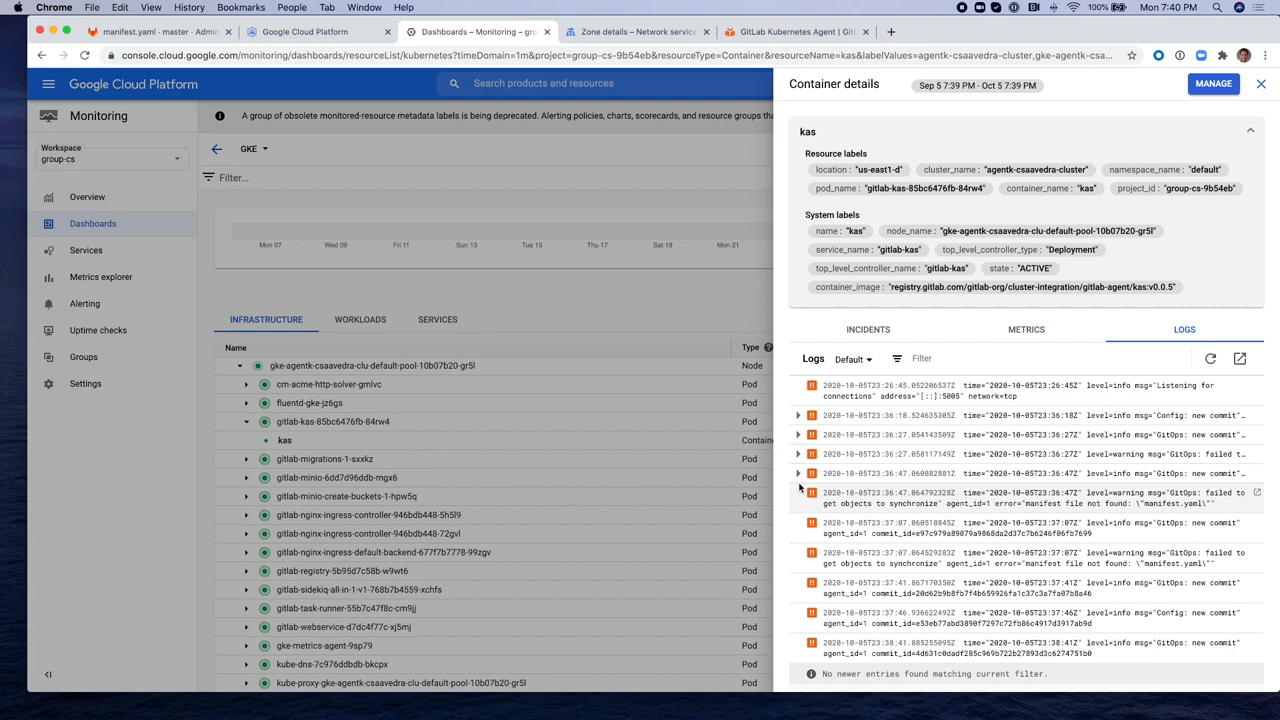 Chrome File Edit View History Bookmarks People Tab Window Help 100% Mon 7:40 PM
manifest.yaml · master · Admin
Google Cloud Platform
Dashboards – Monitoring – gro
Zone details – Network service
GitLab Kubernetes Agent | GitL
console.cloud.google.com/monitoring/dashboards/resourceList/kubernetes?timeDomain=1m&project=group-cs-9b54eb&resourceType=Container&resourceName=kas&labelValues=agentk-csaavedra-cluster,gke-agentk-csa...
Google Cloud Platform
Search products and resources
Monitoring
Workspace
group-cs
Overview
Dashboards
Services
Metrics explorer
Alerting
Uptime checks
Groups
Settings
A group of obsolete monitored-resource metadata labels is being deprecated. Alerting policies, charts, scorecards, and resource groups tha
GKE
Filter...
Mon 07 Wed 09 Fri 11 Sun 13 Tue 15 Thu 17 Sat 19 Mon 21
INFRASTRUCTURE WORKLOADS SERVICES
Name Type
gke-agentk-csaavedra-clu-default-pool-10b07b20-gr5l Node
cm-acme-http-solver-gmlvc Pod
fluentd-gke-jz6gs Pod
gitlab-kas-85bc6476fb-84rw4 Pod
kas Contain
gitlab-migrations-1-sxxkz Pod
gitlab-minio-6dd7d96ddb-mgx6 Pod
gitlab-minio-create-buckets-1-hpw5q Pod
gitlab-nginx-ingress-controller-946bdb448-5h5l9 Pod
gitlab-nginx-ingress-controller-946bdb448-72gvl Pod
gitlab-nginx-ingress-default-backend-677f7b7778-99zgv Pod
gitlab-registry-5b95d7c58b-w9wt6 Pod
gitlab-sidekiq-all-in-1-v1-768b7b4559-xchfs Pod
gitlab-task-runner-55b7c47f8c-cm9jj Pod
gitlab-webservice-d7dc4f77c-xj5mj Pod
gke-metrics-agent-9sp79 Pod
kube-dns-7c976ddbdb-bkcpx Pod
kube-proxy-gke-agentk-csaavedra-clu-default-pool-10b07b20-gr5l Pod
Container details
Sep 5 7:39 PM - Oct 5 7:39 PM
MANAGE
kas
Resource labels
location : "us-east1-d" cluster_name : "agentk-csaavedra-cluster" namespace_name : "default"
pod_name : "gitlab-kas-85bc6476fb-84rw4" container_name : "kas" project_id : "group-cs-9b54eb"
System labels
name : "kas" node_name : "gke-agentk-csaavedra-clu-default-pool-10b07b20-gr5l"
service_name : "gitlab-kas" top_level_controller_type : "Deployment"
top_level_controller_name : "gitlab-kas" state : "ACTIVE"
container_image : "registry.gitlab.com/gitlab-org/cluster-integration/gitlab-agent/kas:v0.0.5"
INCIDENTS METRICS LOGS
Logs Default Filter
2020-10-05T23:26:45.052206537Z time="2020-10-05T23:26:45Z" level=info msg="Listening for
connections" address="[::]:5005" network=tcp
2020-10-05T23:36:18.524635305Z time="2020-10-05T23:36:18Z" level=info msg="Config: new commit"…
2020-10-05T23:36:27.054143509Z time="2020-10-05T23:36:27Z" level=info msg="GitOps: new commit"…
2020-10-05T23:36:27.058117149Z time="2020-10-05T23:36:27Z" level=warning msg="GitOps: failed t…
2020-10-05T23:36:47.060882881Z time="2020-10-05T23:36:47Z" level=info msg="GitOps: new commit"…
2020-10-05T23:36:47.064792328Z time="2020-10-05T23:36:47Z" level=warning msg="GitOps: failed to
get objects to synchronize" agent_id=1 error="manifest file not found: \"manifest.yaml\""
2020-10-05T23:37:07.060518845Z time="2020-10-05T23:37:07Z" level=info msg="GitOps: new commit"
agent_id=1 commit_id=e97c979a89079a9868da2d37c7b6246f06fb7699
2020-10-05T23:37:07.064529283Z time="2020-10-05T23:37:07Z" level=warning msg="GitOps: failed to
get objects to synchronize" agent_id=1 error="manifest file not found: \"manifest.yaml\""
2020-10-05T23:37:41.867170350Z time="2020-10-05T23:37:41Z" level=info msg="GitOps: new commit"
agent_id=1 commit_id=20d62b9b8fb7f4b659926fa1c37c3a7fa07b8a46
2020-10-05T23:37:46.936622492Z time="2020-10-05T23:37:46Z" level=info msg="Config: new commit"
agent_id=1 commit_id=e53eb77abd3890f7297c72fb86c4917d3917ab9d
2020-10-05T23:38:41.885255095Z time="2020-10-05T23:38:41Z" level=info msg="GitOps: new commit"
agent_id=1 commit_id=4d631c0dadf285c969b722b27893d3c6274751b0
No newer entries found matching current filter.